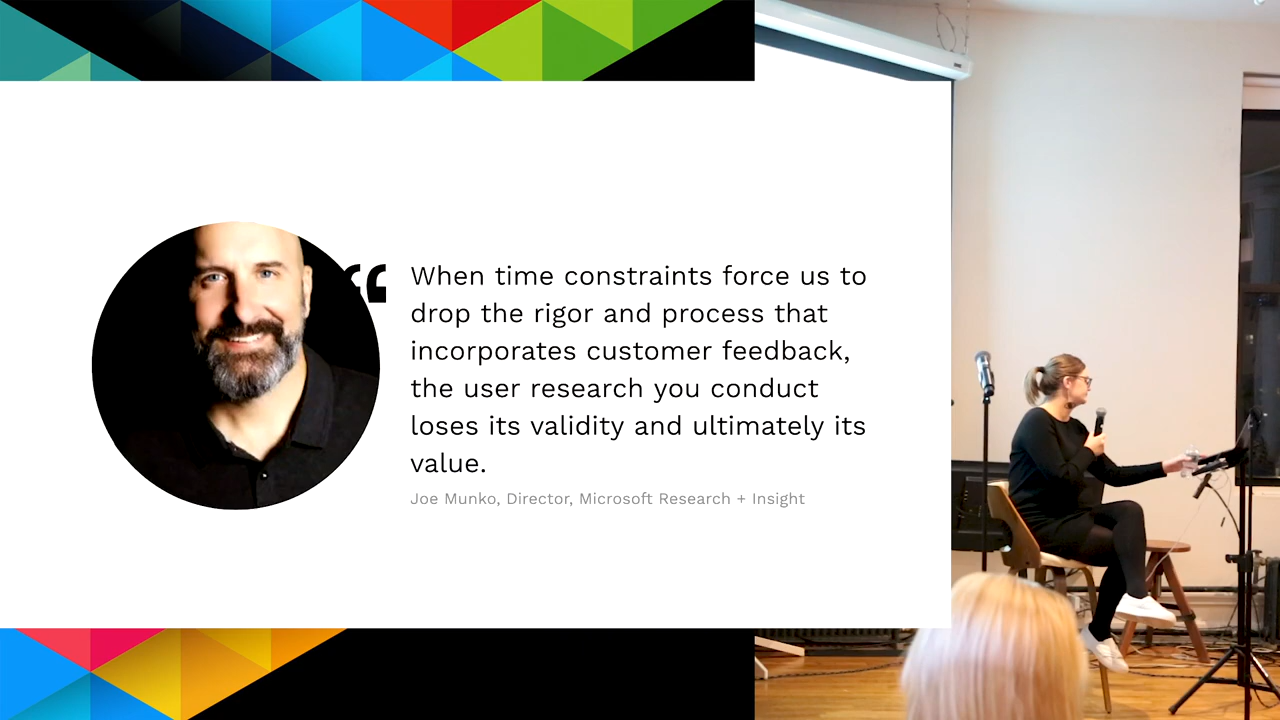 “
When time constraints force us to
drop the rigor and process that
incorporates customer feedback,
the user research you conduct
loses its validity and ultimately its
value.
Joe Munko, Director, Microsoft Research + Insight